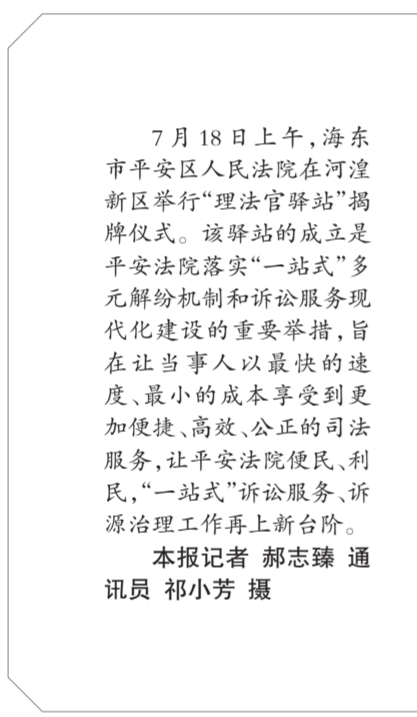 7月18日上午,海东
市平安区人民法院在河湟
新区举行“理法官驿站”揭
牌仪式。该驿站的成立是
平安法院落实“一站式”多
元解纷机制和诉讼服务现
代化建设的重要举措,旨
在让当事人以最快的速
度、最小的成本享受到更
加便捷、高效、公正的司法
服务,让平安法院便民、利
民,“一站式”诉讼服务、诉
源治理工作再上新台阶。
本报记者 郝志臻 通
讯员 祁小芳 摄